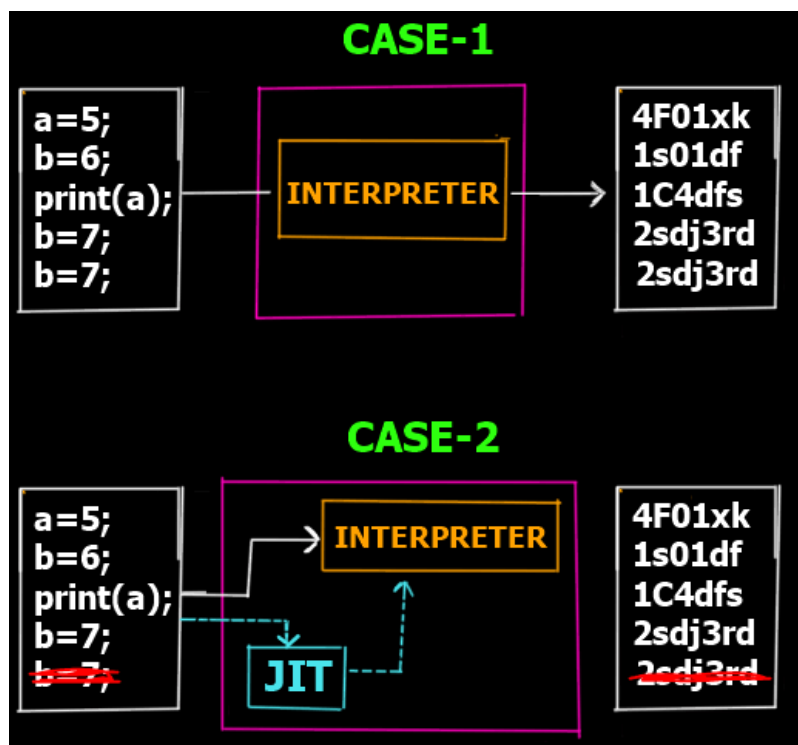 CASE-1
a=5;
b=6;
print(a);
b=7;
b=7;
INTERPRETER
4F01xk
1s01df
1C4dfs
2sdj3rd
2sdj3rd
CASE-2
a=5;
b=6;
print(a);
b=7;
b=7;
INTERPRETER
JIT
4F01xk
1s01df
1C4dfs
2sdj3rd
2sdj3rd